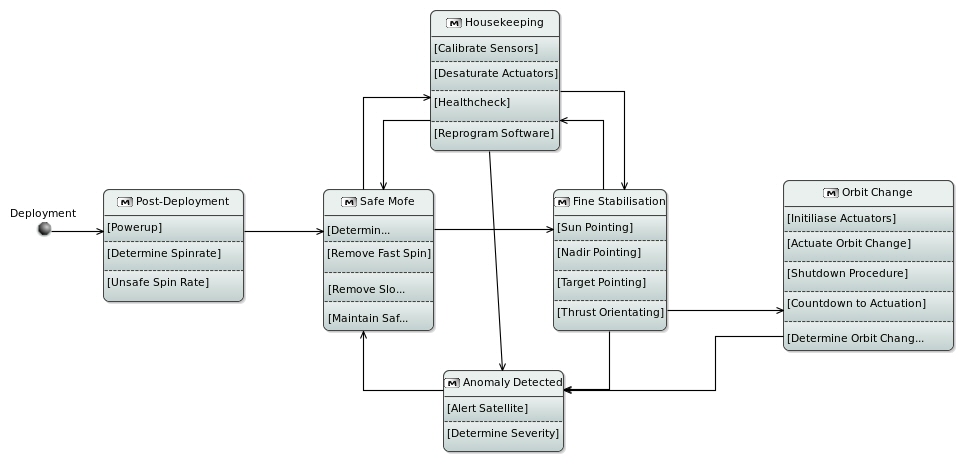 Housekeeping
[Calibrate Sensors]
[Desaturate Actuators]
[Healthcheck]
[Reprogram Software]
Deployment
Post-Deployment
[Powerup]
[Determine Spinrate]
[Unsafe Spin Rate]
Safe Mofe
[Determin...
[Remove Fast Spin]
[Remove Slo...
[Maintain Saf...
Fine Stabilisation
[Sun Pointing]
[Nadir Pointing]
[Target Pointing]
[Thrust Orientating]
Orbit Change
[Initiliase Actuators]
[Actuate Orbit Change]
[Shutdown Procedure]
[Countdown to Actuation]
[Determine Orbit Chang...
Anomaly Detected
[Alert Satellite]
[Determine Severity]